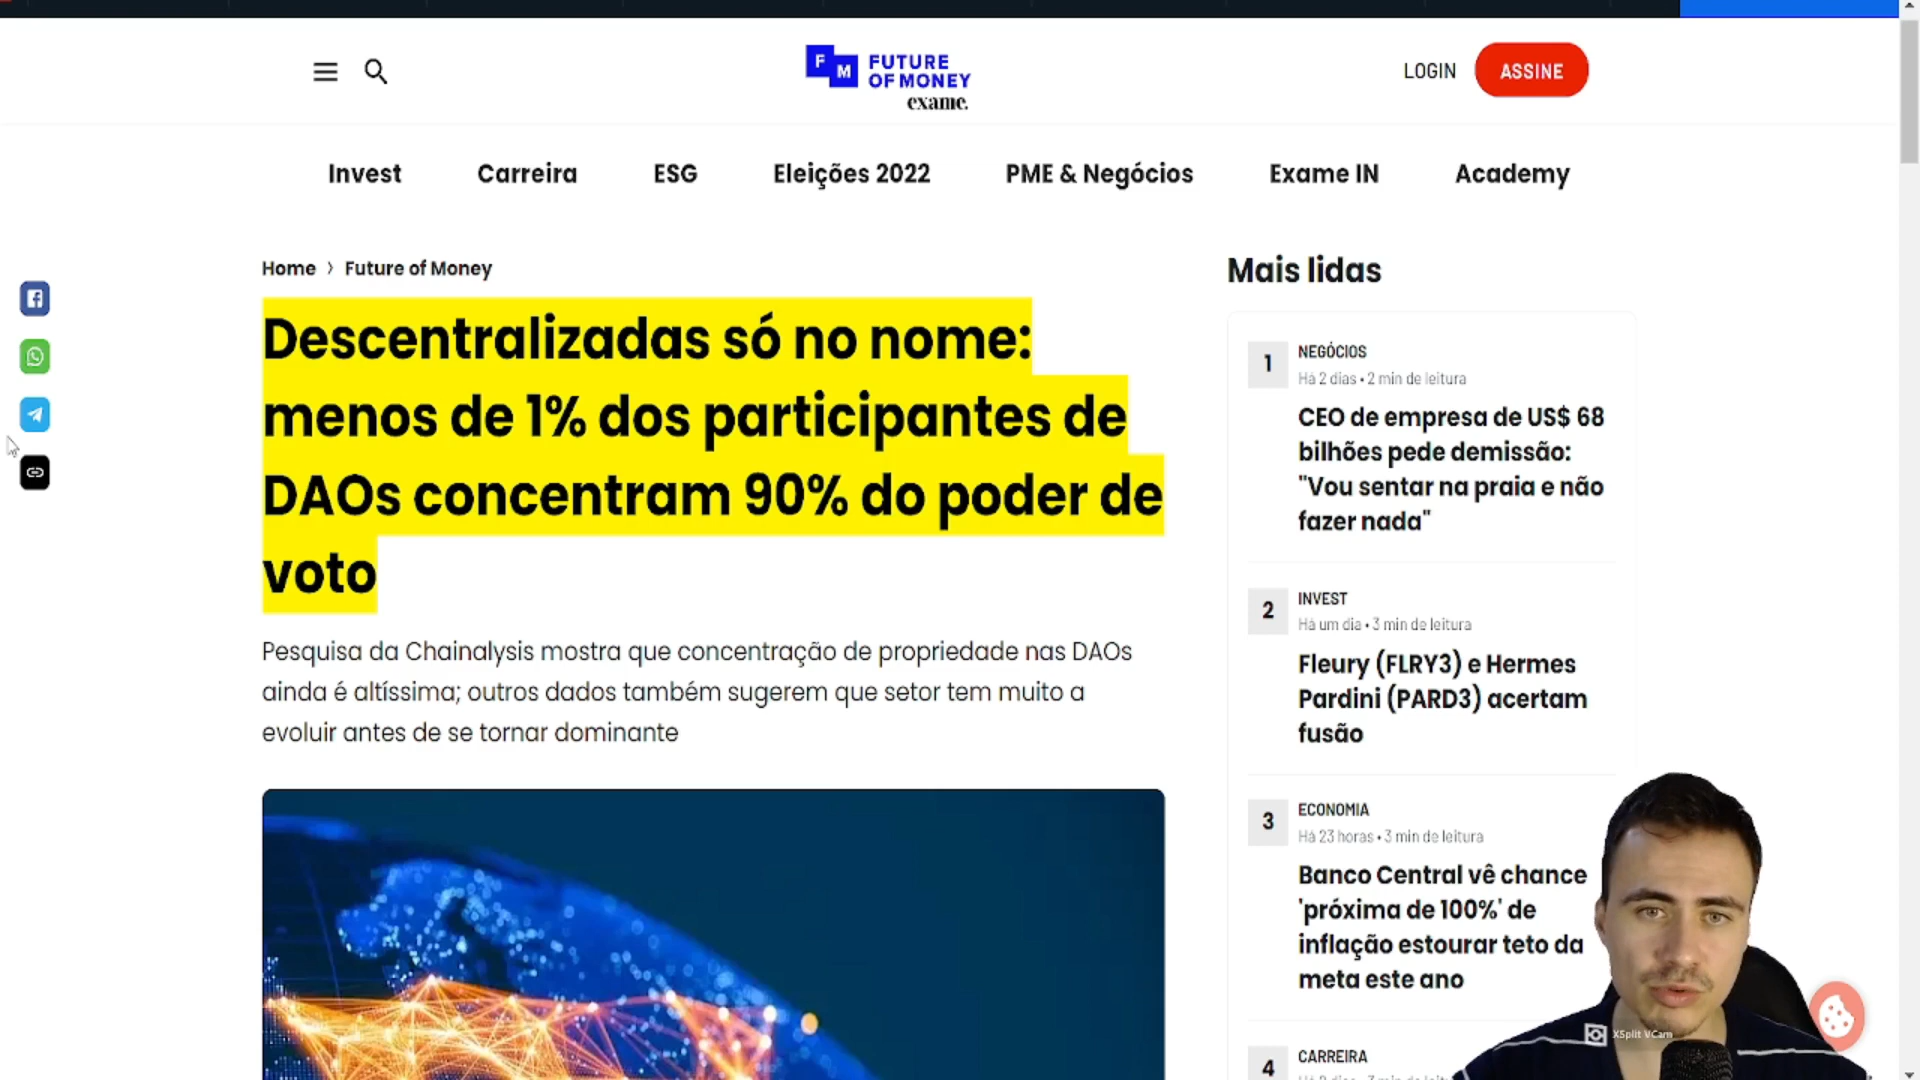 F
M
FUTURE
OF MONEY
exame.
LOGIN
ASSINE
Invest
Carreira
ESG
Eleições 2022
PME & Negócios
Exame IN
Academy
Home > Future of Money
Descentralizadas só no nome:
menos de 1% dos participantes de
DAOs concentram 90% do poder de
voto
Pesquisa da Chainalysis mostra que concentração de propriedade nas DAOs
ainda é altíssima; outros dados também sugerem que setor tem muito a
evoluir antes de se tornar dominante
Mais lidas
1
NEGÓCIOS
Há 2 dias • 2 min de leitura
CEO de empresa de US$ 68
bilhões pede demissão:
"Vou sentar na praia e não
fazer nada"
2
INVEST
Há um dia • 3 min de leitura
Fleury (FLRY3) e Hermes
Pardini (PARD3) acertam
fusão
3
ECONOMIA
Há 23 horas • 3 min de leitura
Banco Central vê chance
'próxima de 100%' de
inflação estourar teto da
meta este ano
4
CARREIRA
XSplit VCam